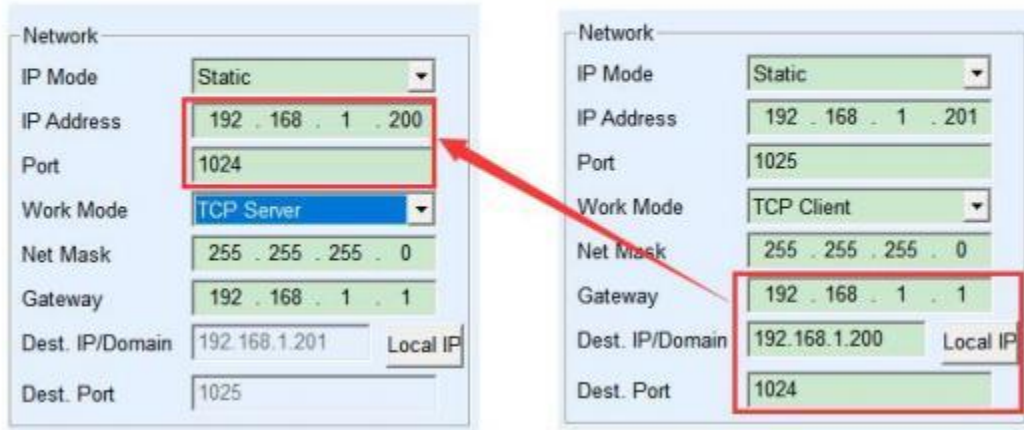 Network
IP Mode Static
IP Address 192 . 168 . 1 . 200
Port 1024
Work Mode TCP Server
Net Mask 255 . 255 . 255 . 0
Gateway 192 . 168 . 1 . 1
Dest. IP/Domain 192.168.1.201 Local IP
Dest. Port 1025
Network
IP Mode Static
IP Address 192 . 168 . 1 . 201
Port 1025
Work Mode TCP Client
Net Mask 255 . 255 . 255 . 0
Gateway 192 . 168 . 1 . 1
Dest. IP/Domain 192.168.1.200 Local IP
Dest. Port 1024